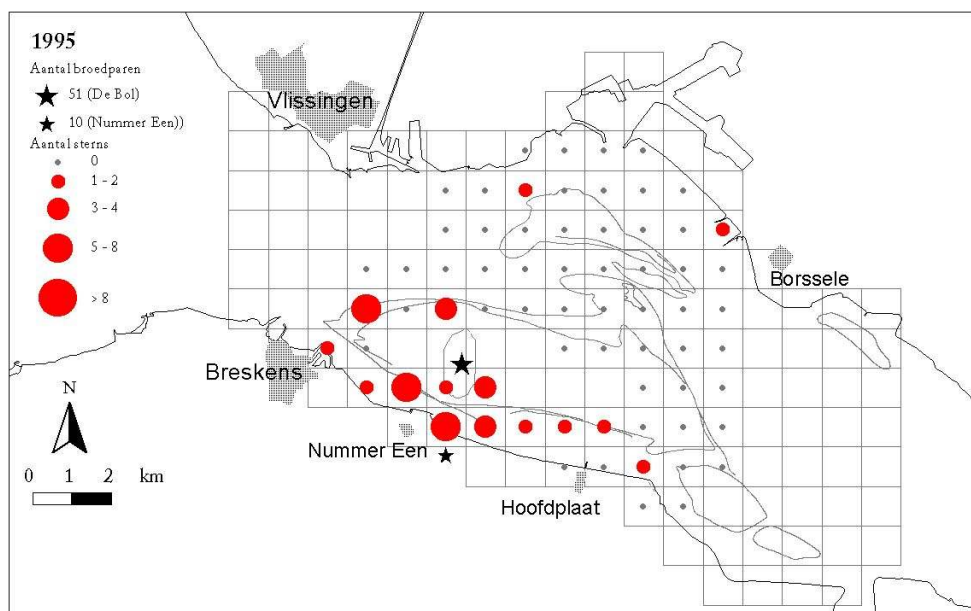 1995
Aantal broedparen
51 (De Bol)
10 (Nummer Een))
Aantal sterns
0
1 - 2
3 - 4
5 - 8
> 8
Vlissingen
Borssele
Breskens
N
Nummer Een
0 1 2 km
Hoofdplaat